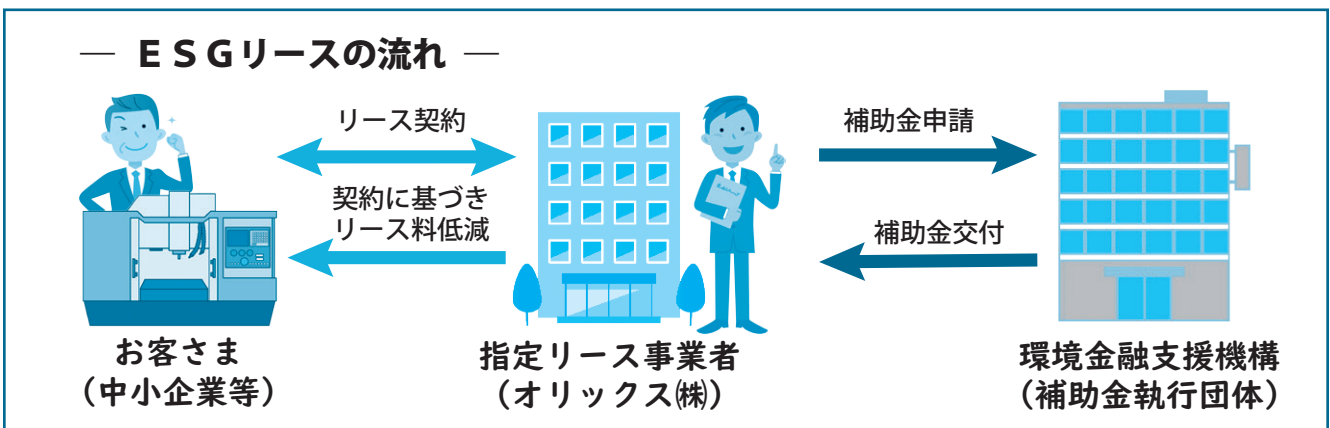 ― ＥＳＧリースの流れ ―
リース契約
契約に基づき
リース料低減
補助金申請
補助金交付
お客さま
（中小企業等）
指定リース事業者
（オリックス㈱）
環境金融支援機構
（補助金執行団体）